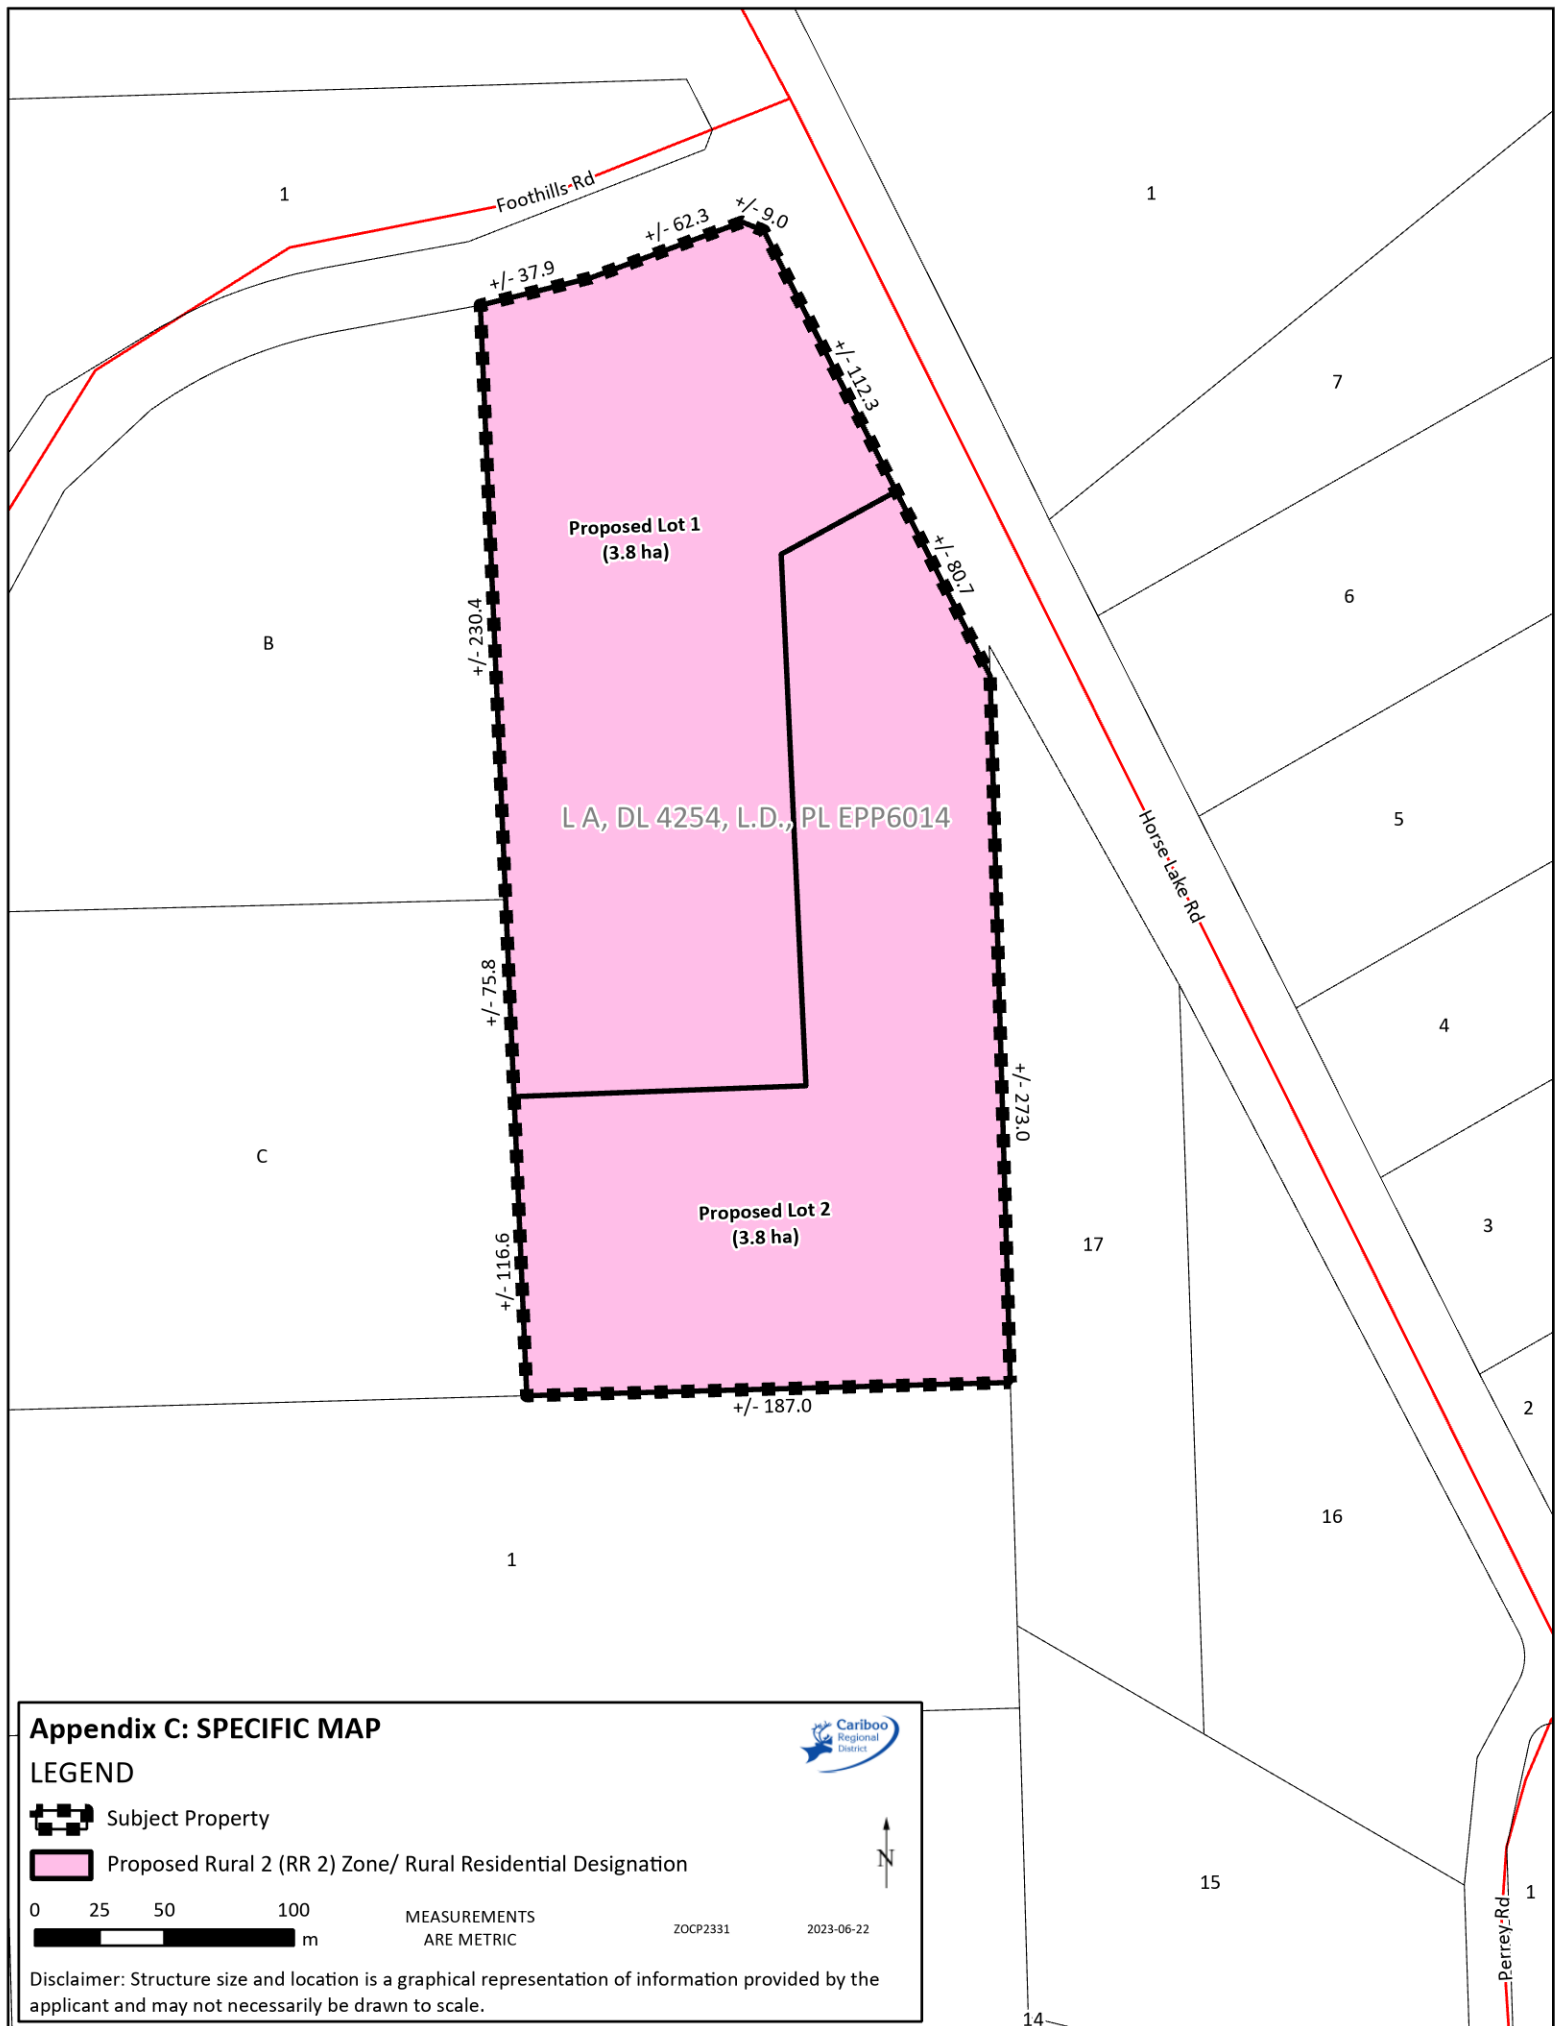 1
Foothills Rd
+/- 37.9
+/- 62.3
+/- 9.0
1
7
+/- 112.3
Proposed Lot 1
(3.8 ha)
+/- 80.7
6
+/- 230.4
B
L A, DL 4254, L.D., PL EPP6014
Horse Lake Rd
5
+/- 75.8
4
+/- 273.0
C
Proposed Lot 2
(3.8 ha)
17
3
+/- 116.6
+/- 187.0
2
16
1
15
1
Perrey Rd
14
Appendix C: SPECIFIC MAP
Cariboo
Regional
District
LEGEND
Subject Property
Proposed Rural 2 (RR 2) Zone/ Rural Residential Designation
N
0 25 50 100
m
MEASUREMENTS
ARE METRIC
ZOCP2331
2023-06-22
Disclaimer: Structure size and location is a graphical representation of information provided by the
applicant and may not necessarily be drawn to scale.